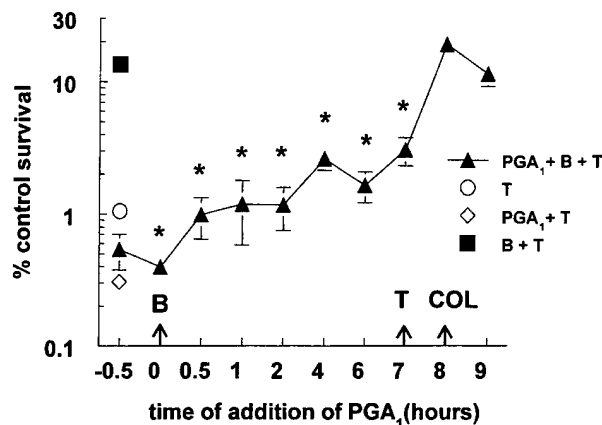 30
10
1
0.1
% control survival
* * * * * * *
B
T COL
PGA₁+ B + T
T
PGA₁+ T
B + T
-0.5 0 0.5 1 2 4 6 7 8 9
time of addition of PGA₁(hours)